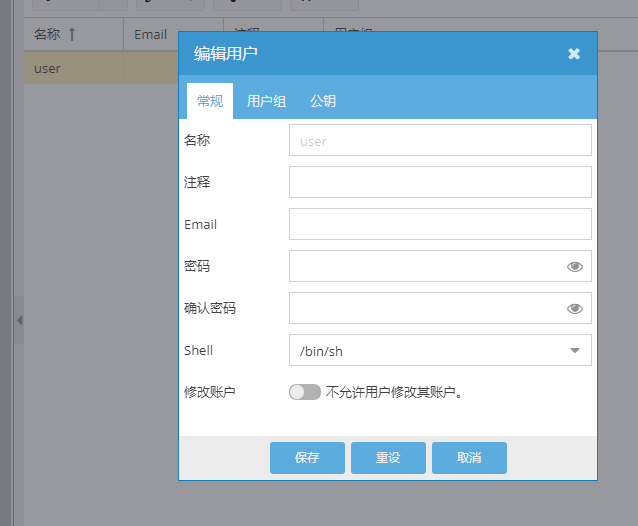 名称 Email
user
编辑用户
常规 用户组 公钥
名称 user
注释
Email
密码
确认密码
Shell /bin/sh
修改账户 不允许用户修改其账户。
保存 重设 取消